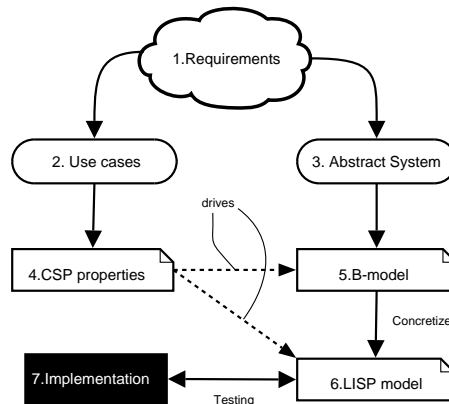 1.Requirements
2. Use cases
3. Abstract System
drives
4.CSP properties
5.B-model
Concretize
7.Implementation
6.LISP model
Testing